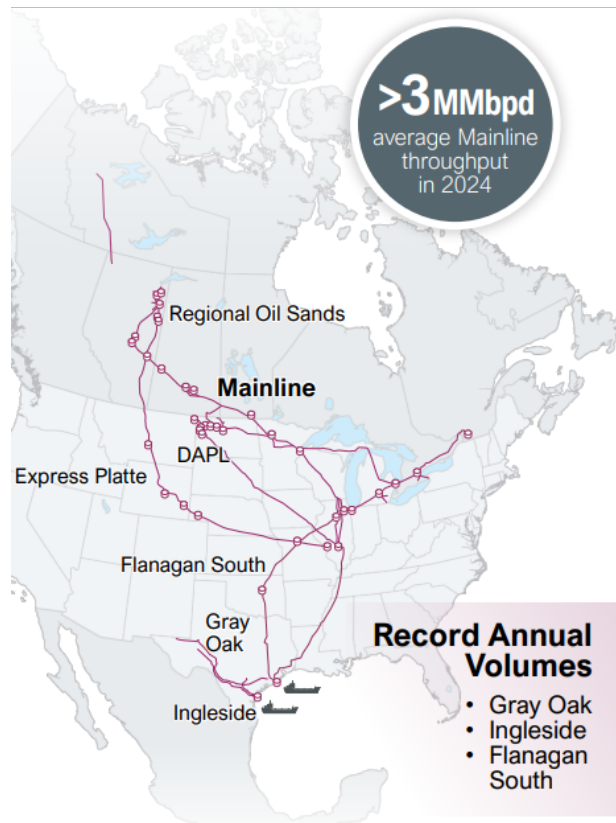 >3 MMbpd
average Mainline
throughput
in 2024
Regional Oil Sands
Mainline
DAPL
Express Platte
Flanagan South
Gray
Oak
Ingleside
Record Annual
Volumes
• Gray Oak
• Ingleside
• Flanagan
South